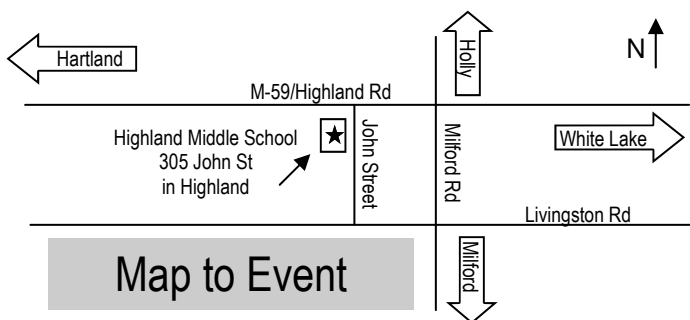 Hartland
Holly
N
M-59/Highland Rd
Highland Middle School
305 John St
in Highland
John Street
Milford Rd
White Lake
Livingston Rd
Map to Event
Milford